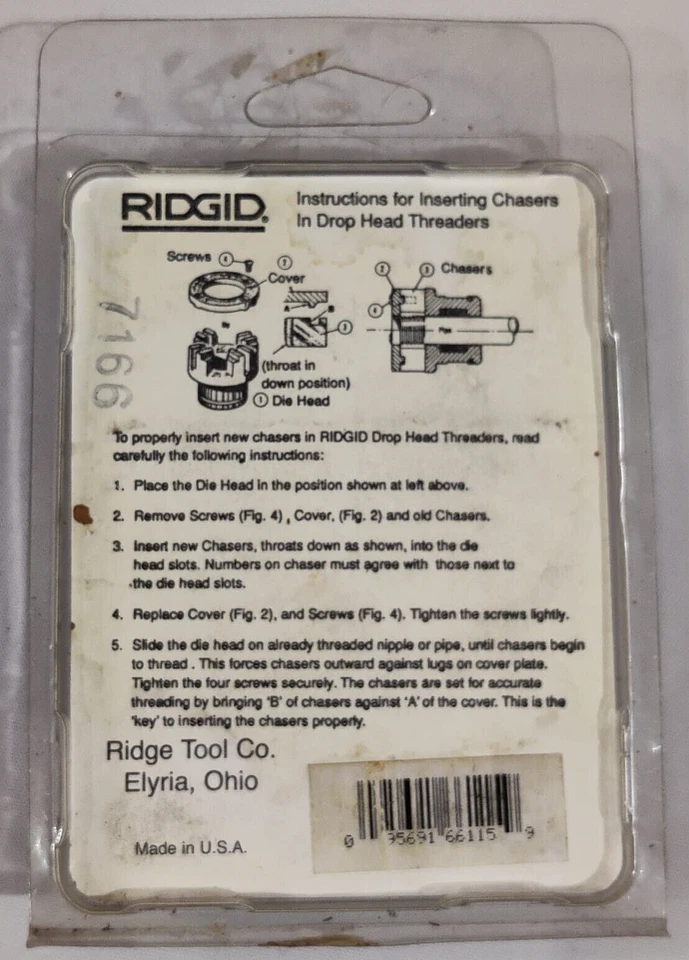 RIDGID®
Instructions for Inserting Chasers
In Drop Head Threaders
Screws 4
2
Cover
A
B
3
(throat in
down position)
1 Die Head
2
3 Chasers
4
Pipe
7166
To properly insert new chasers in RIDGID Drop Head Threaders, read
carefully the following instructions:
1. Place the Die Head in the position shown at left above.
2. Remove Screws (Fig. 4) , Cover, (Fig. 2) and old Chasers.
3. Insert new Chasers, throats down as shown, into the die
head slots. Numbers on chaser must agree with those next to
the die head slots.
4. Replace Cover (Fig. 2), and Screws (Fig. 4). Tighten the screws lightly.
5. Slide the die head on already threaded nipple or pipe, until chasers begin
to thread . This forces chasers outward against lugs on cover plate.
Tighten the four screws securely. The chasers are set for accurate
threading by bringing 'B' of chasers against 'A' of the cover. This is the
'key' to inserting the chasers properly.
Ridge Tool Co.
Elyria, Ohio
Made in U.S.A.
0 95691 66115 9